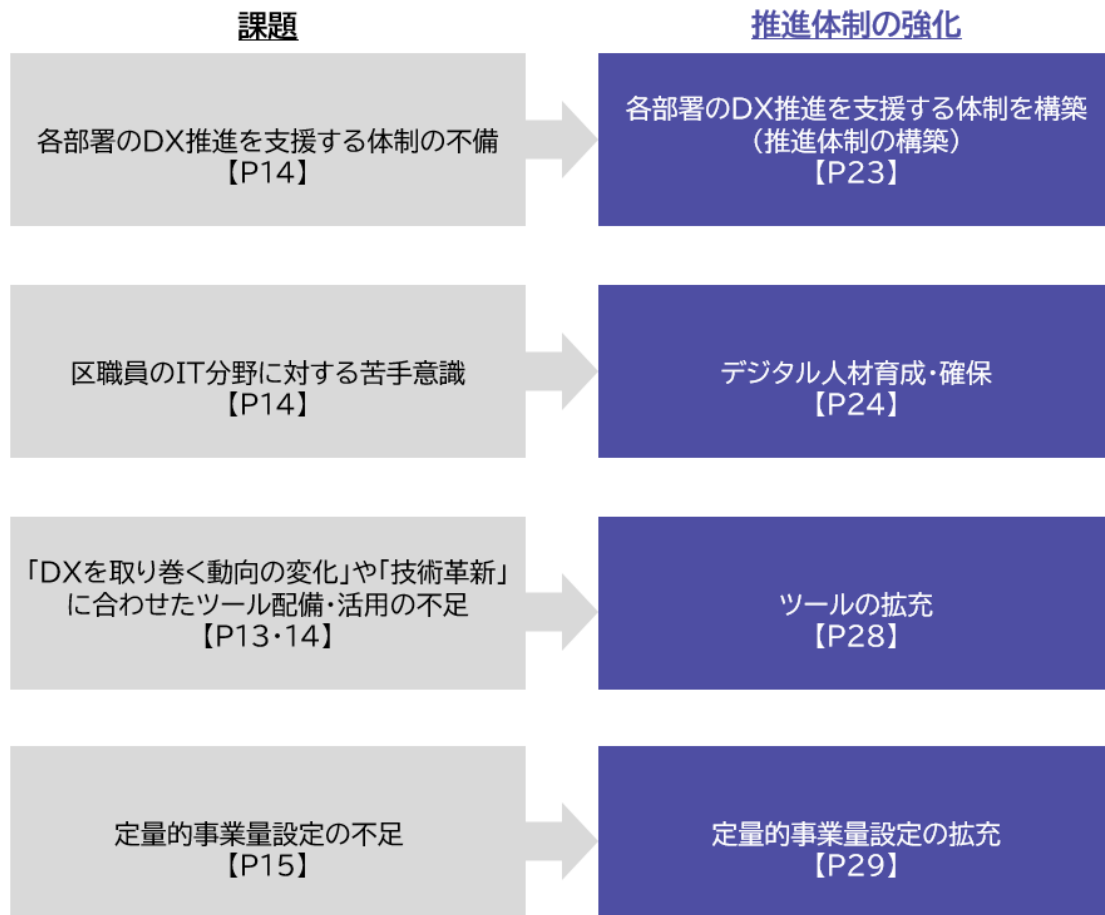 課題
推進体制の強化
各部署のDX推進を支援する体制の不備
【P14】
各部署のDX推進を支援する体制を構築
（推進体制の構築）
【P23】
区職員のIT分野に対する苦手意識
【P14】
デジタル人材育成・確保
【P24】
「DXを取り巻く動向の変化」や「技術革新」
に合わせたツール配備・活用の不足
【P13・14】
ツールの拡充
【P28】
定量的事業量設定の不足
【P15】
定量的事業量設定の拡充
【P29】